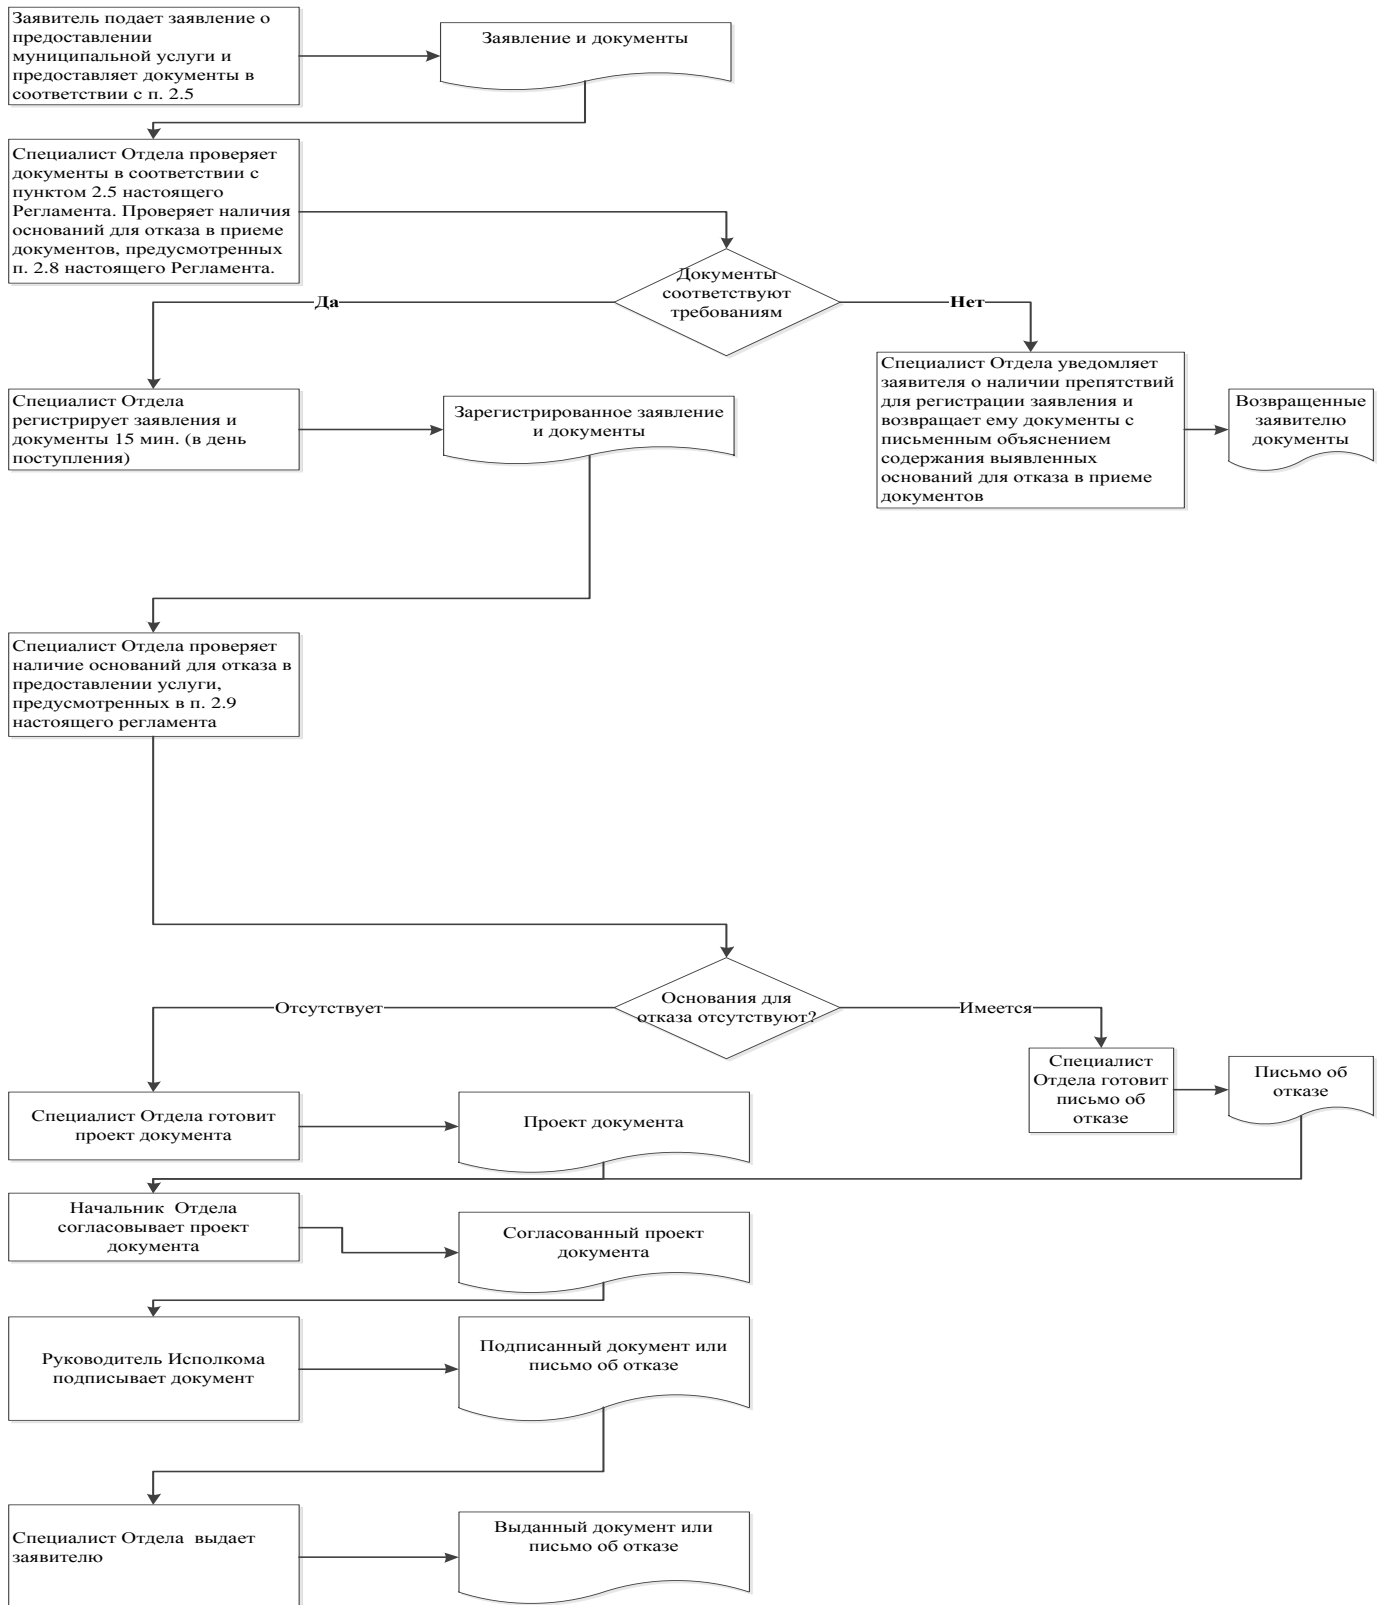 Заявитель подает заявление о
предоставлении
муниципальной услуги и
предоставляет документы в
соответствии с п. 2.5
Заявление и документы
Специалист Отдела проверяет
документы в соответствии с
пунктом 2.5 настоящего
Регламента. Проверяет наличия
оснований для отказа в приеме
документов, предусмотренных
п. 2.8 настоящего Регламента.
Документы
соответствуют
требованиям
Да
Нет
Специалист Отдела
регистрирует заявления и
документы 15 мин. (в день
поступления)
Зарегистрированное заявление
и документы
Специалист Отдела уведомляет
заявителя о наличии препятствий
для регистрации заявления и
возвращает ему документы с
письменным объяснением
содержания выявленных
оснований для отказа в приеме
документов
Возвращенные
заявителю
документы
Специалист Отдела проверяет
наличие оснований для отказа в
предоставлении услуги,
предусмотренных в п. 2.9
настоящего регламента
Основания для
отказа отсутствуют?
Отсутствует
Имеется
Специалист
Отдела готовит
письмо об
отказе
Письмо об
отказе
Специалист Отдела готовит
проект документа
Проект документа
Начальник  Отдела
согласовывает проект
документа
Согласованный проект
документа
Руководитель Исполкома
подписывает документ
Подписанный документ или
письмо об отказе
Специалист Отдела  выдает
заявителю
Выданный документ или
письмо об отказе